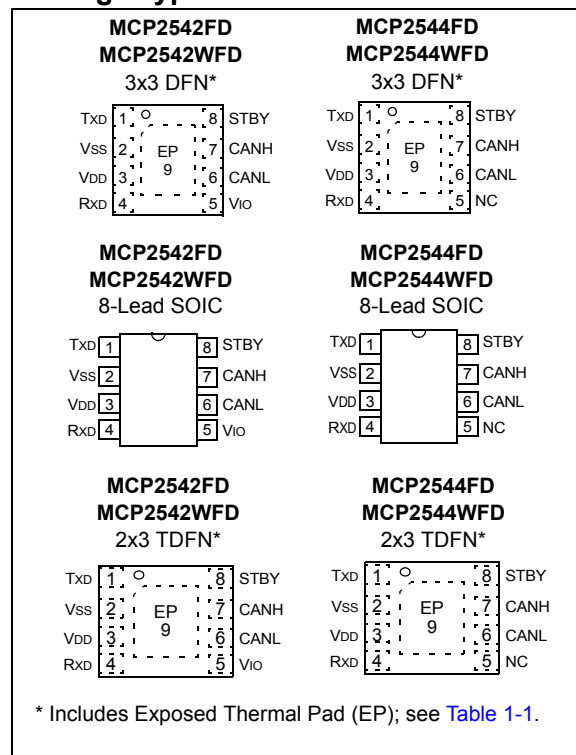 MCP2542FD
MCP2542WFD
3x3 DFN*
TXD 1 8 STBY
VSS 2 EP 7 CANH
VDD 3 9 6 CANL
RXD 4 5 VIO
MCP2544FD
MCP2544WFD
3x3 DFN*
TXD 1 8 STBY
VSS 2 EP 7 CANH
VDD 3 9 6 CANL
RXD 4 5 NC
MCP2542FD
MCP2542WFD
8-Lead SOIC
TXD 1 8 STBY
VSS 2 7 CANH
VDD 3 6 CANL
RXD 4 5 VIO
MCP2544FD
MCP2544WFD
8-Lead SOIC
TXD 1 8 STBY
VSS 2 7 CANH
VDD 3 6 CANL
RXD 4 5 NC
MCP2542FD
MCP2542WFD
2x3 TDFN*
TXD 1 8 STBY
VSS 2 EP 7 CANH
VDD 3 9 6 CANL
RXD 4 5 VIO
MCP2544FD
MCP2544WFD
2x3 TDFN*
TXD 1 8 STBY
VSS 2 EP 7 CANH
VDD 3 9 6 CANL
RXD 4 5 NC
* Includes Exposed Thermal Pad (EP); see Table 1-1.